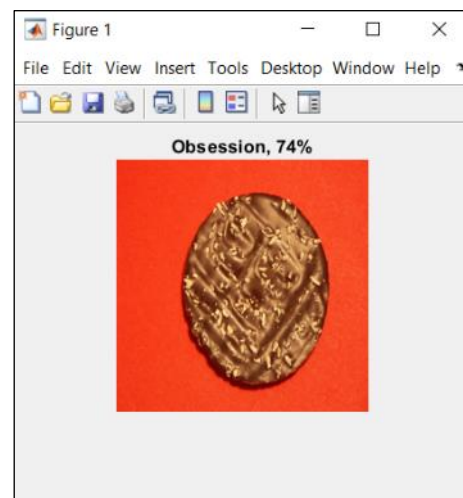 Figure 1
File Edit View Insert Tools Desktop Window Help
Obsession, 74%